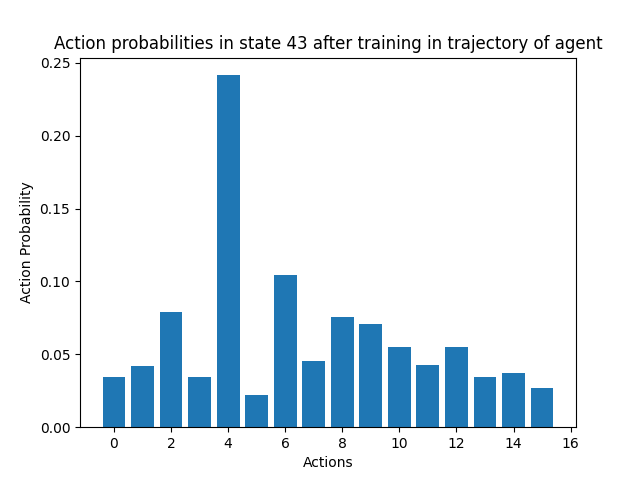 Action probabilities in state 43 after training in trajectory of agent
0.25
0.20
0.15
0.10
0.05
0.00
Action Probability
0 2 4 6 8 10 12 14 16
Actions